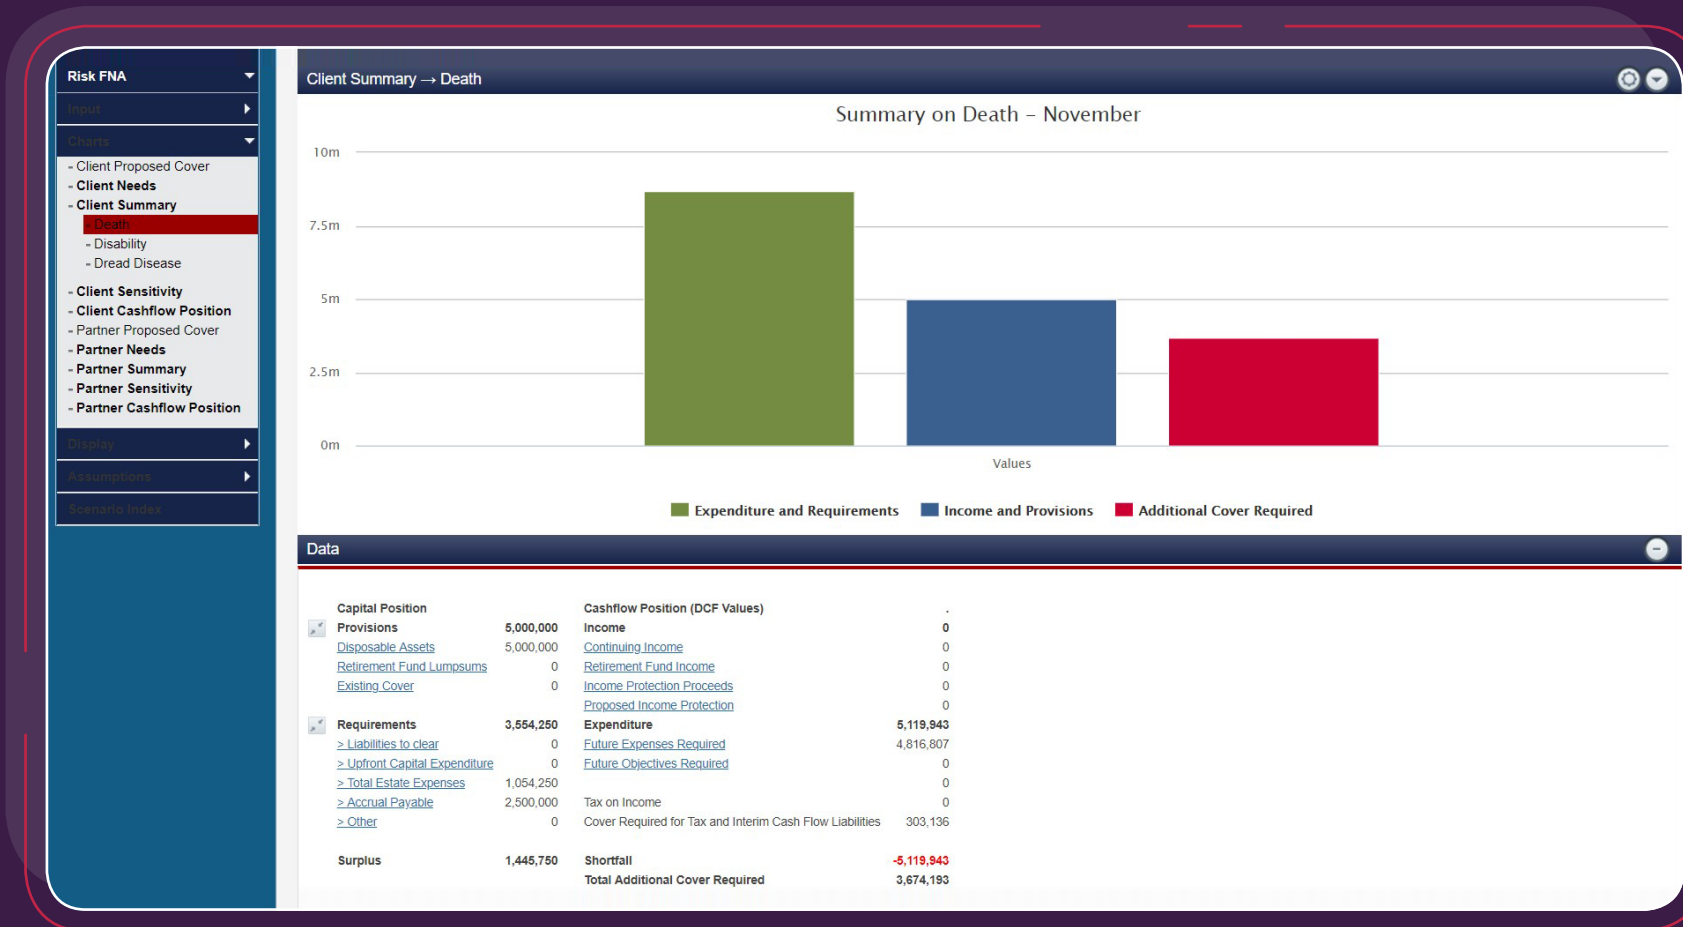 Risk FNA
Input
Charts
- Client Proposed Cover
- Client Needs
- Client Summary
- Death
- Disability
- Dread Disease
- Client Sensitivity
- Client Cashflow Position
- Partner Proposed Cover
- Partner Needs
- Partner Summary
- Partner Sensitivity
- Partner Cashflow Position
Display
Assumptions
Scenario Index
Client Summary → Death
Summary on Death – November
10m
7.5m
5m
2.5m
0m
Values
Expenditure and Requirements Income and Provisions Additional Cover Required
Data
Capital Position Cashflow Position (DCF Values) .
Provisions 5,000,000 Income 0
Disposable Assets 5,000,000 Continuing Income 0
Retirement Fund Lumpsums 0 Retirement Fund Income 0
Existing Cover 0 Income Protection Proceeds 0
Proposed Income Protection 0
Requirements 3,554,250 Expenditure 5,119,943
> Liabilities to clear 0 Future Expenses Required 4,816,807
> Upfront Capital Expenditure 0 Future Objectives Required 0
> Total Estate Expenses 1,054,250 0
> Accrual Payable 2,500,000 Tax on Income 0
> Other 0 Cover Required for Tax and Interim Cash Flow Liabilities 303,136
Surplus 1,445,750 Shortfall -5,119,943
Total Additional Cover Required 3,674,193